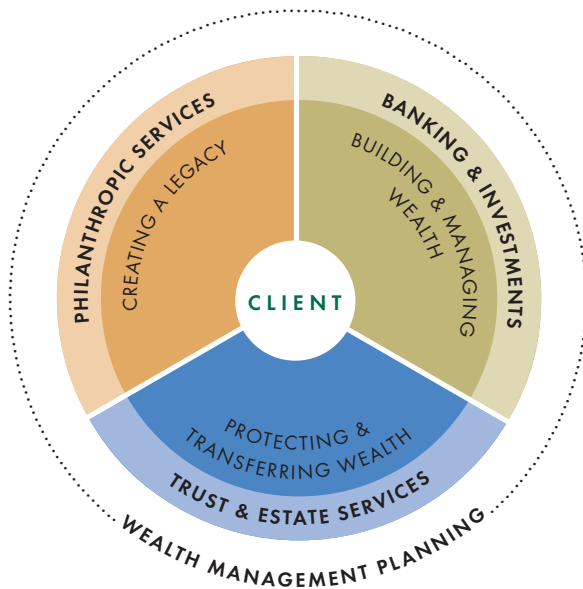 PHILANTHROPIC SERVICES
CREATING A LEGACY
BANKING & INVESTMENTS
BUILDING & MANAGING
WEALTH
CLIENT
PROTECTING &
TRANSFERRING WEALTH
TRUST & ESTATE SERVICES
WEALTH MANAGEMENT PLANNING